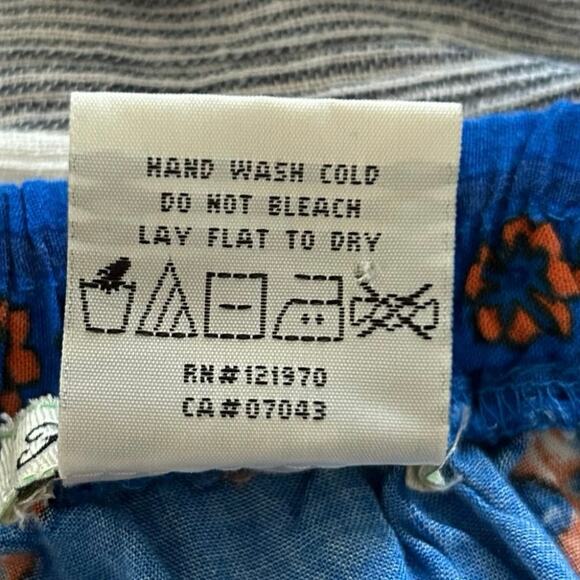 HAND WASH COLD
DO NOT BLEACH
LAY FLAT TO DRY
RN#121970
CA#07043